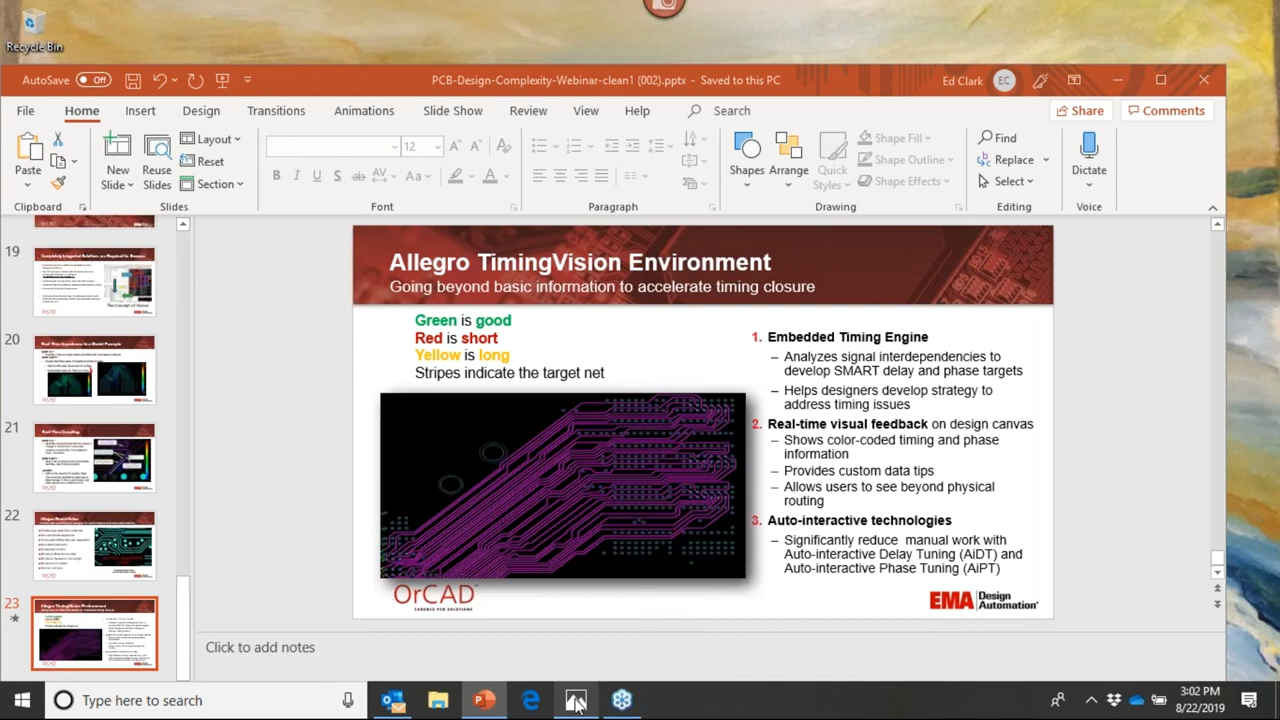 Recycle Bin
AutoSave Off
PCB-Design-Complexity-Webinar-clean1 (002).pptx - Saved to this PC
Ed Clark EC
File Home Insert Design Transitions Animations Slide Show Review View Help Search Share Comments
Paste
Clipboard
New Slide
Reuse Slides
Layout
Reset
Section
Slides
12
Aa
Font
Paragraph
Shapes
Arrange
Quick Styles
Shape Fill
Shape Outline
Shape Effects
Drawing
Find
Replace
Select
Editing
Dictate
Voice
19
20
21
22
Allegro TimingVision Environment
23
Allegro TimingVision Environment
Going beyond basic information to accelerate timing closure
Green is good
Red is
Yellow is
Stripes indicate the target net
1. Embedded Timing Engine
– Analyzes signal interdependencies to
develop SMART delay and phase targets
– Helps designers develop strategy to
address timing issues
2. Real-time visual feedback on design canvas
– Shows color-coded timing and phase
information
– Provides custom data tips
– Allows users to see beyond physical
routing
Auto-interactive technologies
– Significantly reduce manual work with
Auto-interactive Delay Tuning (AiDT) and
Auto-interactive Phase Tuning (AiPT)
OrCAD
CADENCE PCB SOLUTIONS
EMA Design Automation
Click to add notes
Type here to search
3:02 PM
8/22/2019